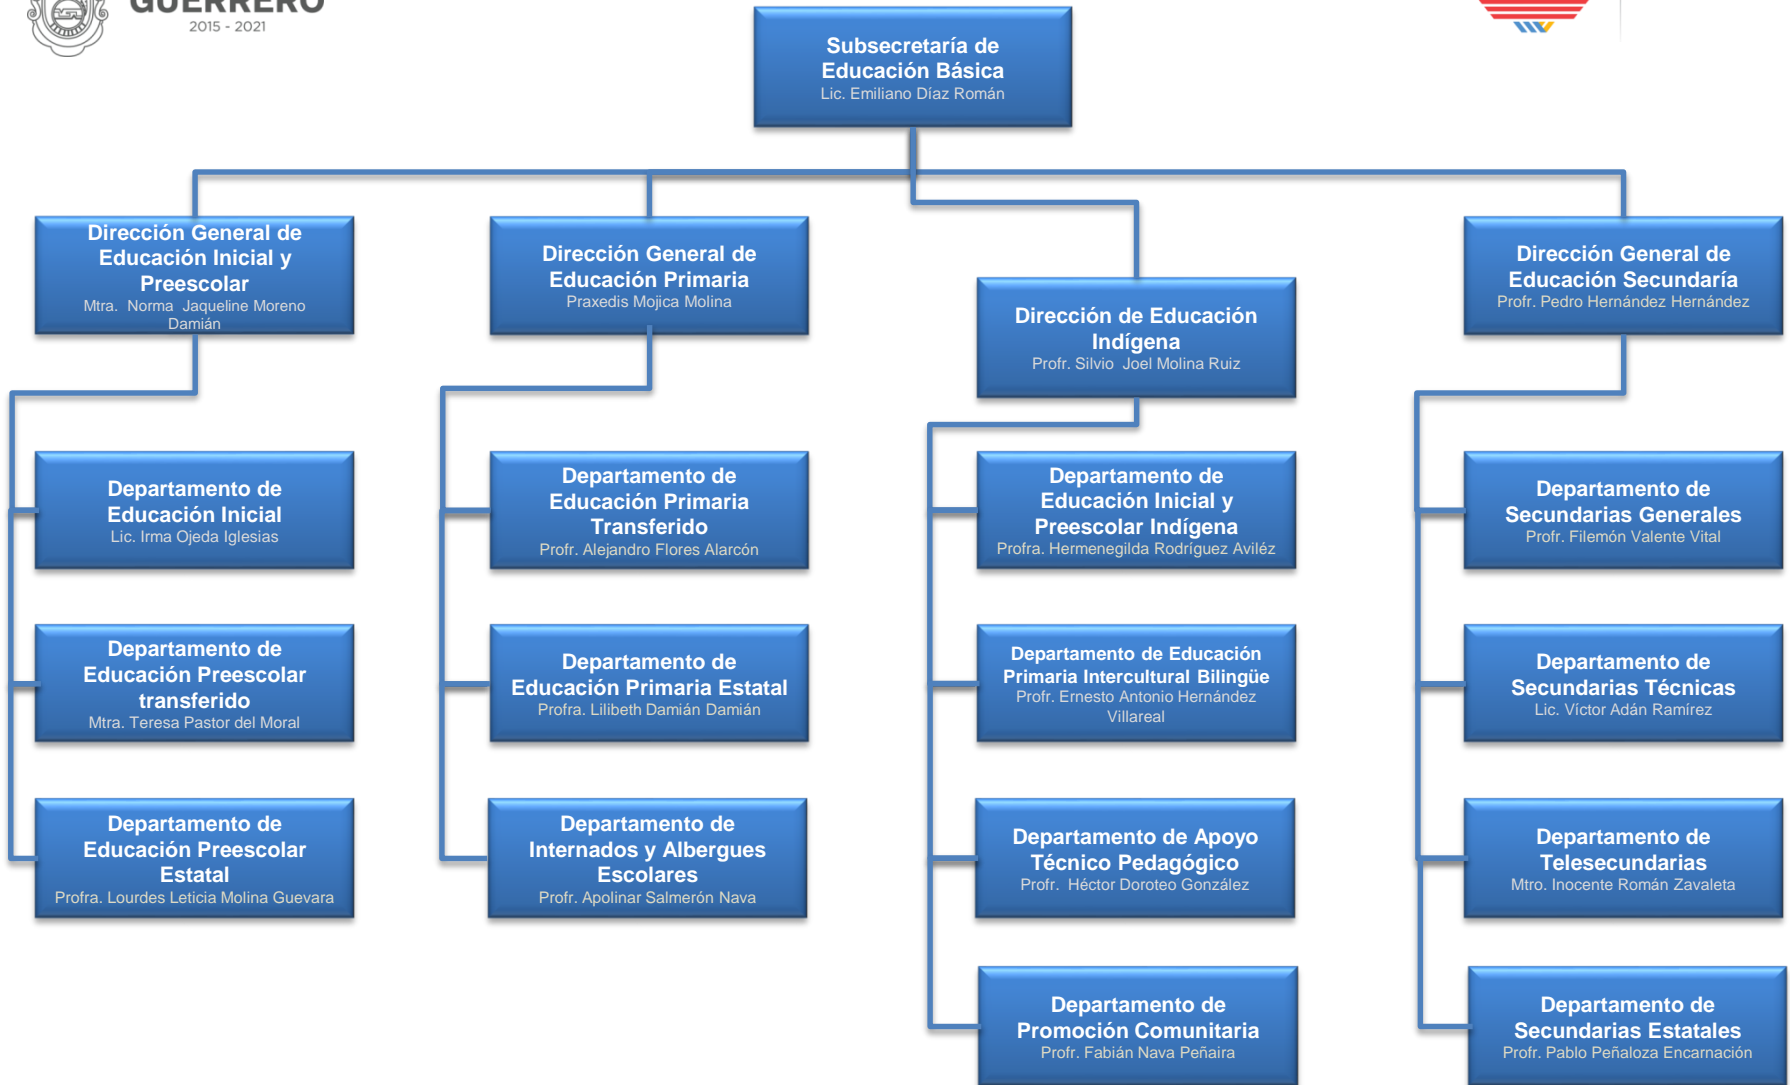 GUERRERO
2015 - 2021
Subsecretaría de
Educación Básica
Lic. Emiliano Díaz Román
Dirección General de
Educación Inicial y
Preescolar
Mtra. Norma Jaqueline Moreno
Damián
Dirección General de
Educación Primaria
Praxedis Mojica Molina
Dirección de Educación
Indígena
Profr. Silvio Joel Molina Ruiz
Dirección General de
Educación Secundaría
Profr. Pedro Hernández Hernández
Departamento de
Educación Inicial
Lic. Irma Ojeda Iglesias
Departamento de
Educación Primaria
Transferido
Profr. Alejandro Flores Alarcón
Departamento de
Educación Inicial y
Preescolar Indígena
Profra. Hermenegilda Rodríguez Aviléz
Departamento de
Secundarias Generales
Profr. Filemón Valente Vital
Departamento de
Educación Preescolar
transferido
Mtra. Teresa Pastor del Moral
Departamento de
Educación Primaria Estatal
Profra. Lilibeth Damián Damián
Departamento de Educación
Primaria Intercultural Bilingüe
Profr. Ernesto Antonio Hernández
Villareal
Departamento de
Secundarias Técnicas
Lic. Víctor Adán Ramírez
Departamento de
Educación Preescolar
Estatal
Profra. Lourdes Leticia Molina Guevara
Departamento de
Internados y Albergues
Escolares
Profr. Apolinar Salmerón Nava
Departamento de Apoyo
Técnico Pedagógico
Profr. Héctor Doroteo González
Departamento de
Telesecundarias
Mtro. Inocente Román Zavaleta
Departamento de
Promoción Comunitaria
Profr. Fabián Nava Peñaira
Departamento de
Secundarias Estatales
Profr. Pablo Peñaloza Encarnación